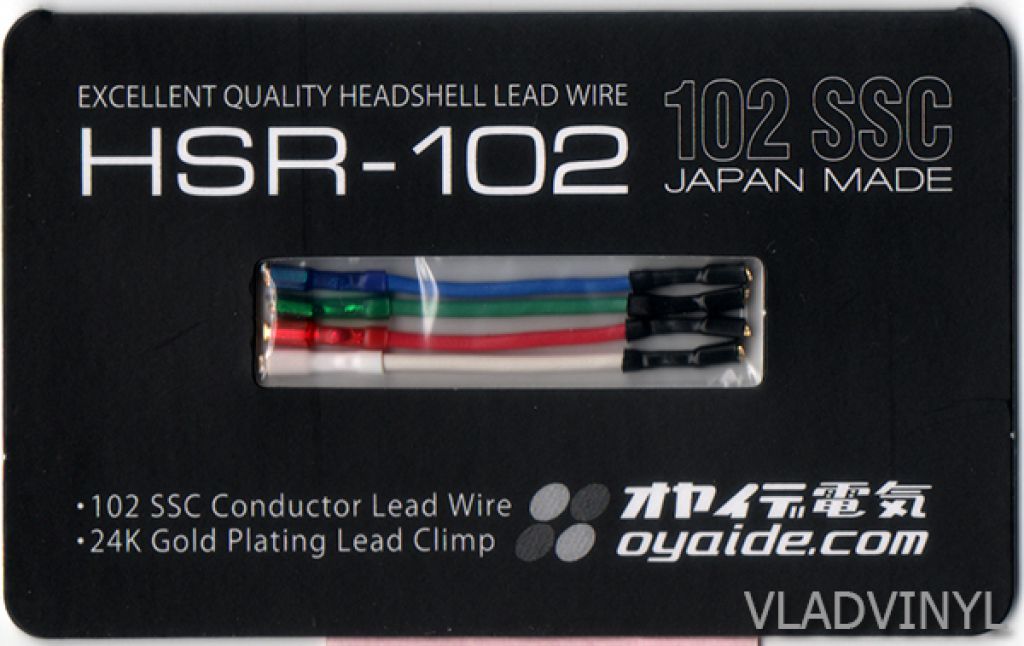 EXCELLENT QUALITY HEADSHELL LEAD WIRE
HSR-102
102 SSC
JAPAN MADE
・102 SSC Conductor Lead Wire
・24K Gold Plating Lead Climp
オヤイデ電気
oyaide.com
VLADVINYL